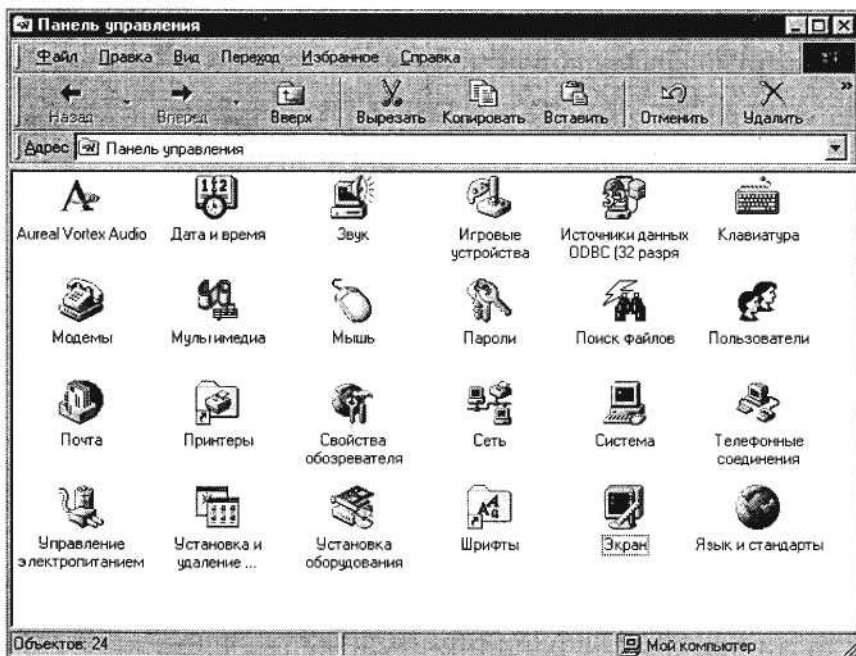 Панель управления
Файл Правка Вид Переход Избранное Справка
Назад Вперед Вверх Вырезать Копировать Вставить Отменить Удалить »
Адрес Панель управления
Aureal Vortex Audio Дата и время Звук Игровые устройства Источники данных ODBC (32 разря Клавиатура
Модемы Мультимедиа Мышь Пароли Поиск файлов Пользователи
Почта Принтеры Свойства обозревателя Сеть Система Телефонные соединения
Управление электропитанием Установка и удаление ... Установка оборудования Шрифты Экран Язык и стандарты
Объектов: 24 Мой компьютер